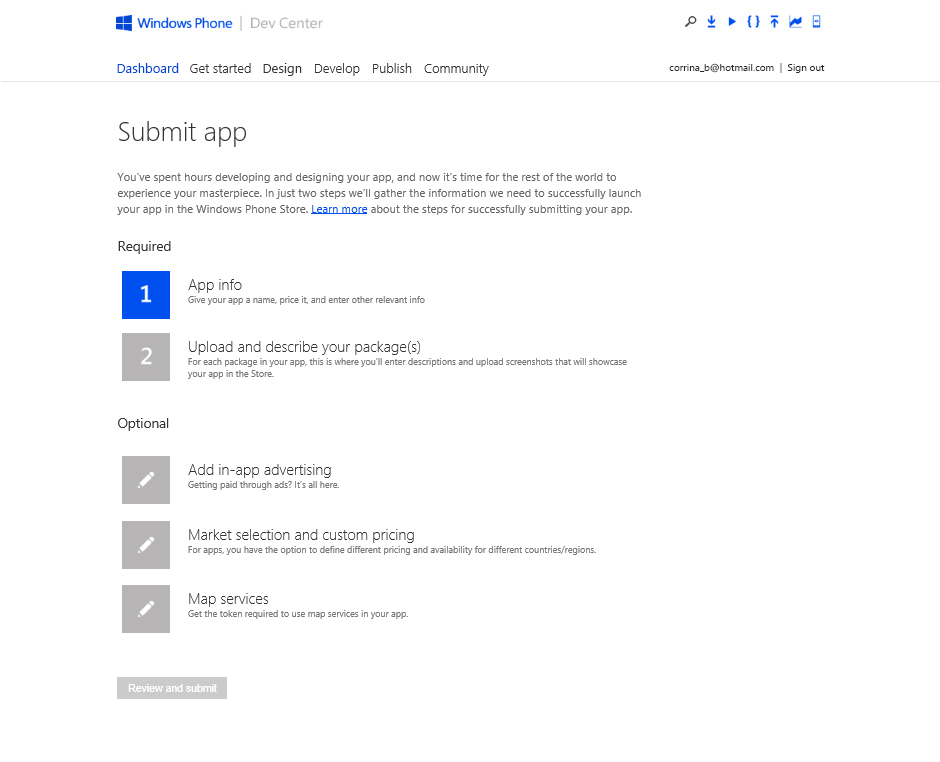 Windows Phone | Dev Center
Dashboard Get started Design Develop Publish Community corrina_b@hotmail.com | Sign out
Submit app
You've spent hours developing and designing your app, and now it's time for the rest of the world to
experience your masterpiece. In just two steps we'll gather the information we need to successfully launch
your app in the Windows Phone Store. Learn more about the steps for successfully submitting your app.
Required
1
App info
Give your app a name, price it, and enter other relevant info
2
Upload and describe your package(s)
For each package in your app, this is where you'll enter descriptions and upload screenshots that will showcase
your app in the Store.
Optional
Add in-app advertising
Getting paid through ads? It's all here.
Market selection and custom pricing
For apps, you have the option to define different pricing and availability for different countries/regions.
Map services
Get the token required to use map services in your app.
Review and submit